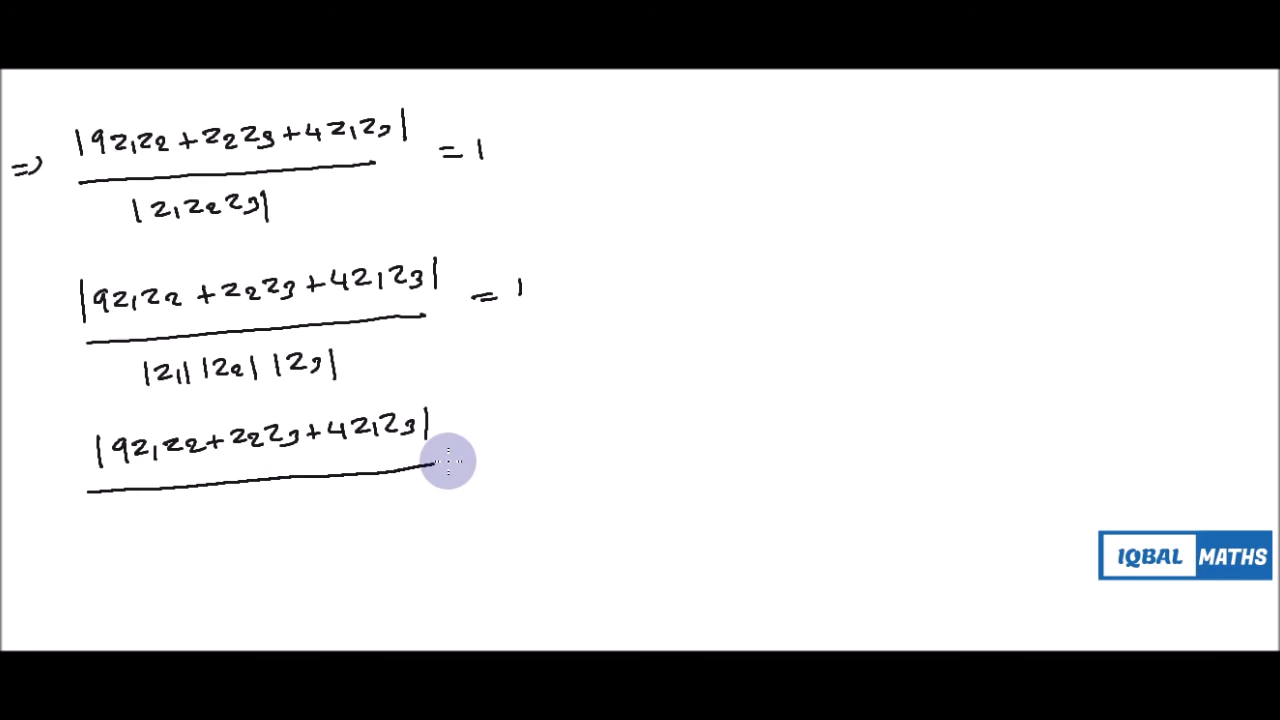 => |9z₁z₂ + z₂z₃ + 4z₁z₃|
= 1
|z₁z₂z₃|
|9z₁z₂ + z₂z₃ + 4z₁z₃|
= 1
|z₁| |z₂| |z₃|
|9z₁z₂ + z₂z₃ + 4z₁z₃|
IQBAL MATHS